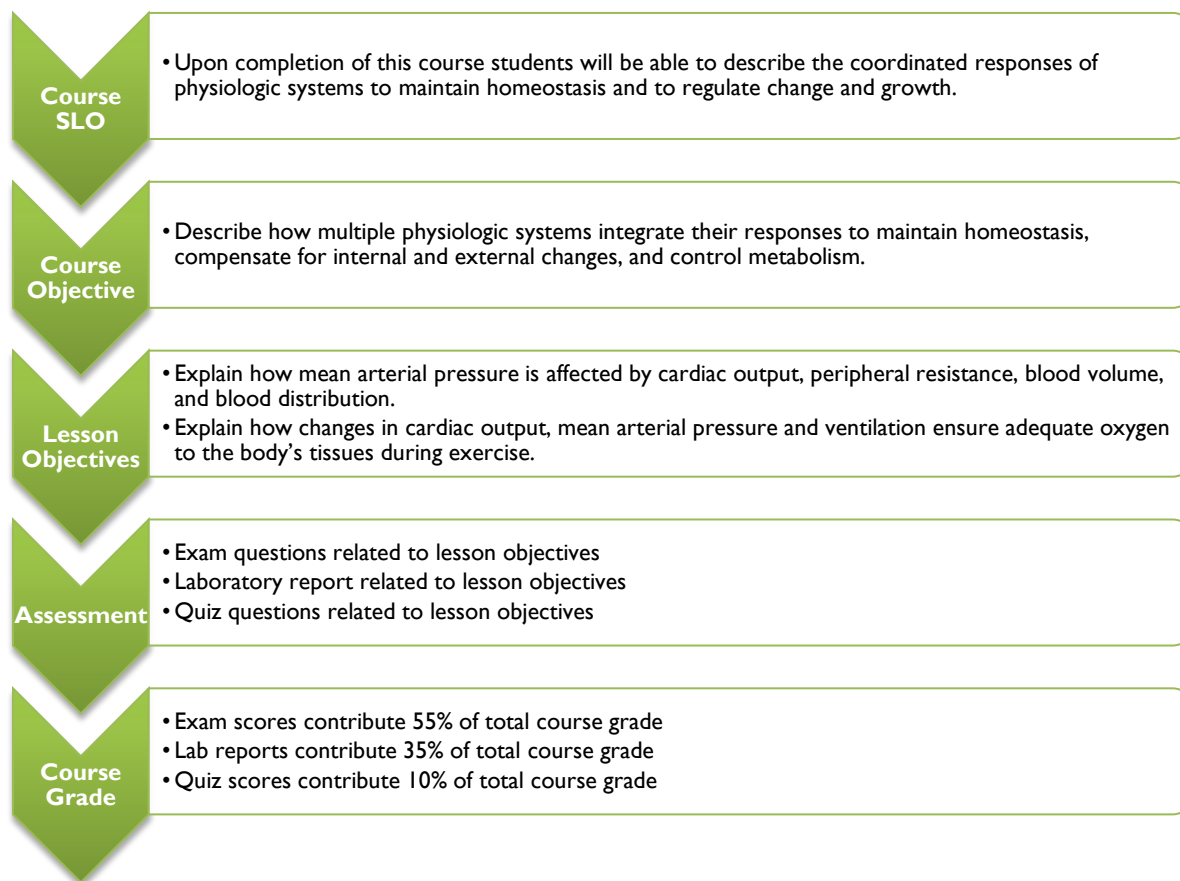 Course
SLO
• Upon completion of this course students will be able to describe the coordinated responses of
physiologic systems to maintain homeostasis and to regulate change and growth.
Course
Objective
• Describe how multiple physiologic systems integrate their responses to maintain homeostasis,
compensate for internal and external changes, and control metabolism.
Lesson
Objectives
• Explain how mean arterial pressure is affected by cardiac output, peripheral resistance, blood volume,
and blood distribution.
• Explain how changes in cardiac output, mean arterial pressure and ventilation ensure adequate oxygen
to the body's tissues during exercise.
Assessment
• Exam questions related to lesson objectives
• Laboratory report related to lesson objectives
• Quiz questions related to lesson objectives
Course
Grade
• Exam scores contribute 55% of total course grade
• Lab reports contribute 35% of total course grade
• Quiz scores contribute 10% of total course grade